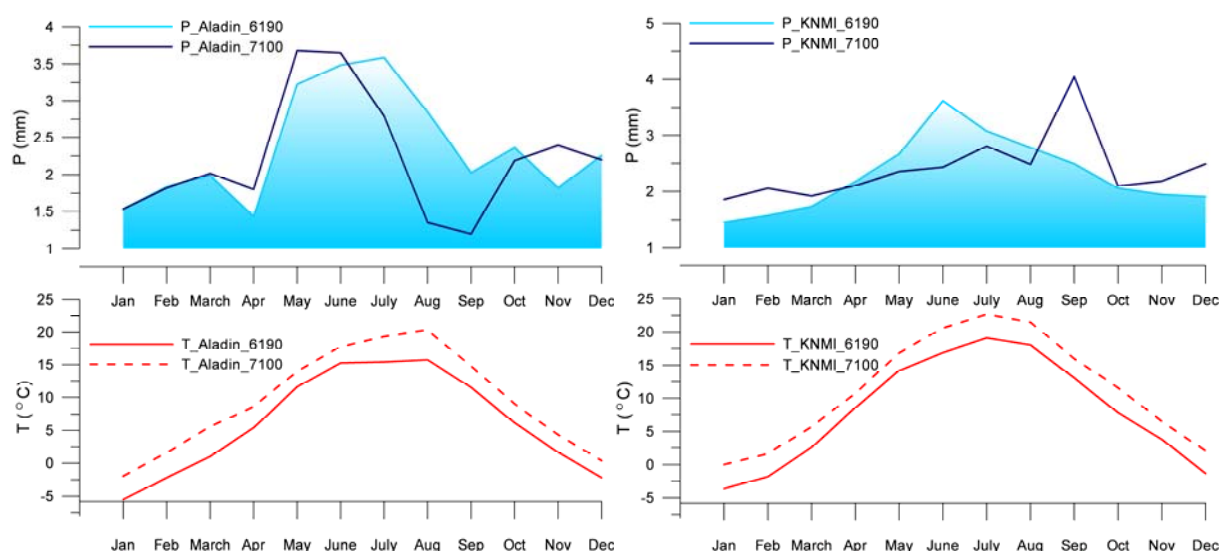 4
3.5
3
2.5
2
1.5
1
P (mm)
P_Aladin_6190
P_Aladin_7100
Jan Feb March Apr May June July Aug Sep Oct Nov Dec
5
4
3
2
1
P (mm)
P_KNMI_6190
P_KNMI_7100
Jan Feb March Apr May June July Aug Sep Oct Nov Dec
25
20
15
10
5
0
-5
T ( °C)
T_Aladin_6190
T_Aladin_7100
Jan Feb March Apr May June July Aug Sep Oct Nov Dec
25
20
15
10
5
0
-5
T ( °C)
T_KNMI_6190
T_KNMI_7100
Jan Feb March Apr May June July Aug Sep Oct Nov Dec